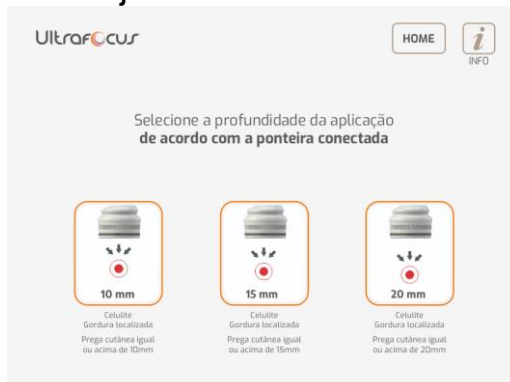 Ultrafocus
HOME
INFO
Selecione a profundidade da aplicação
de acordo com a ponteira conectada
10 mm
Celulite
Gordura localizada
Prega cutânea igual
ou acima de 10mm
15 mm
Celulite
Gordura localizada
Prega cutânea igual
ou acima de 15mm
20 mm
Celulite
Gordura localizada
Prega cutânea igual
ou acima de 20mm